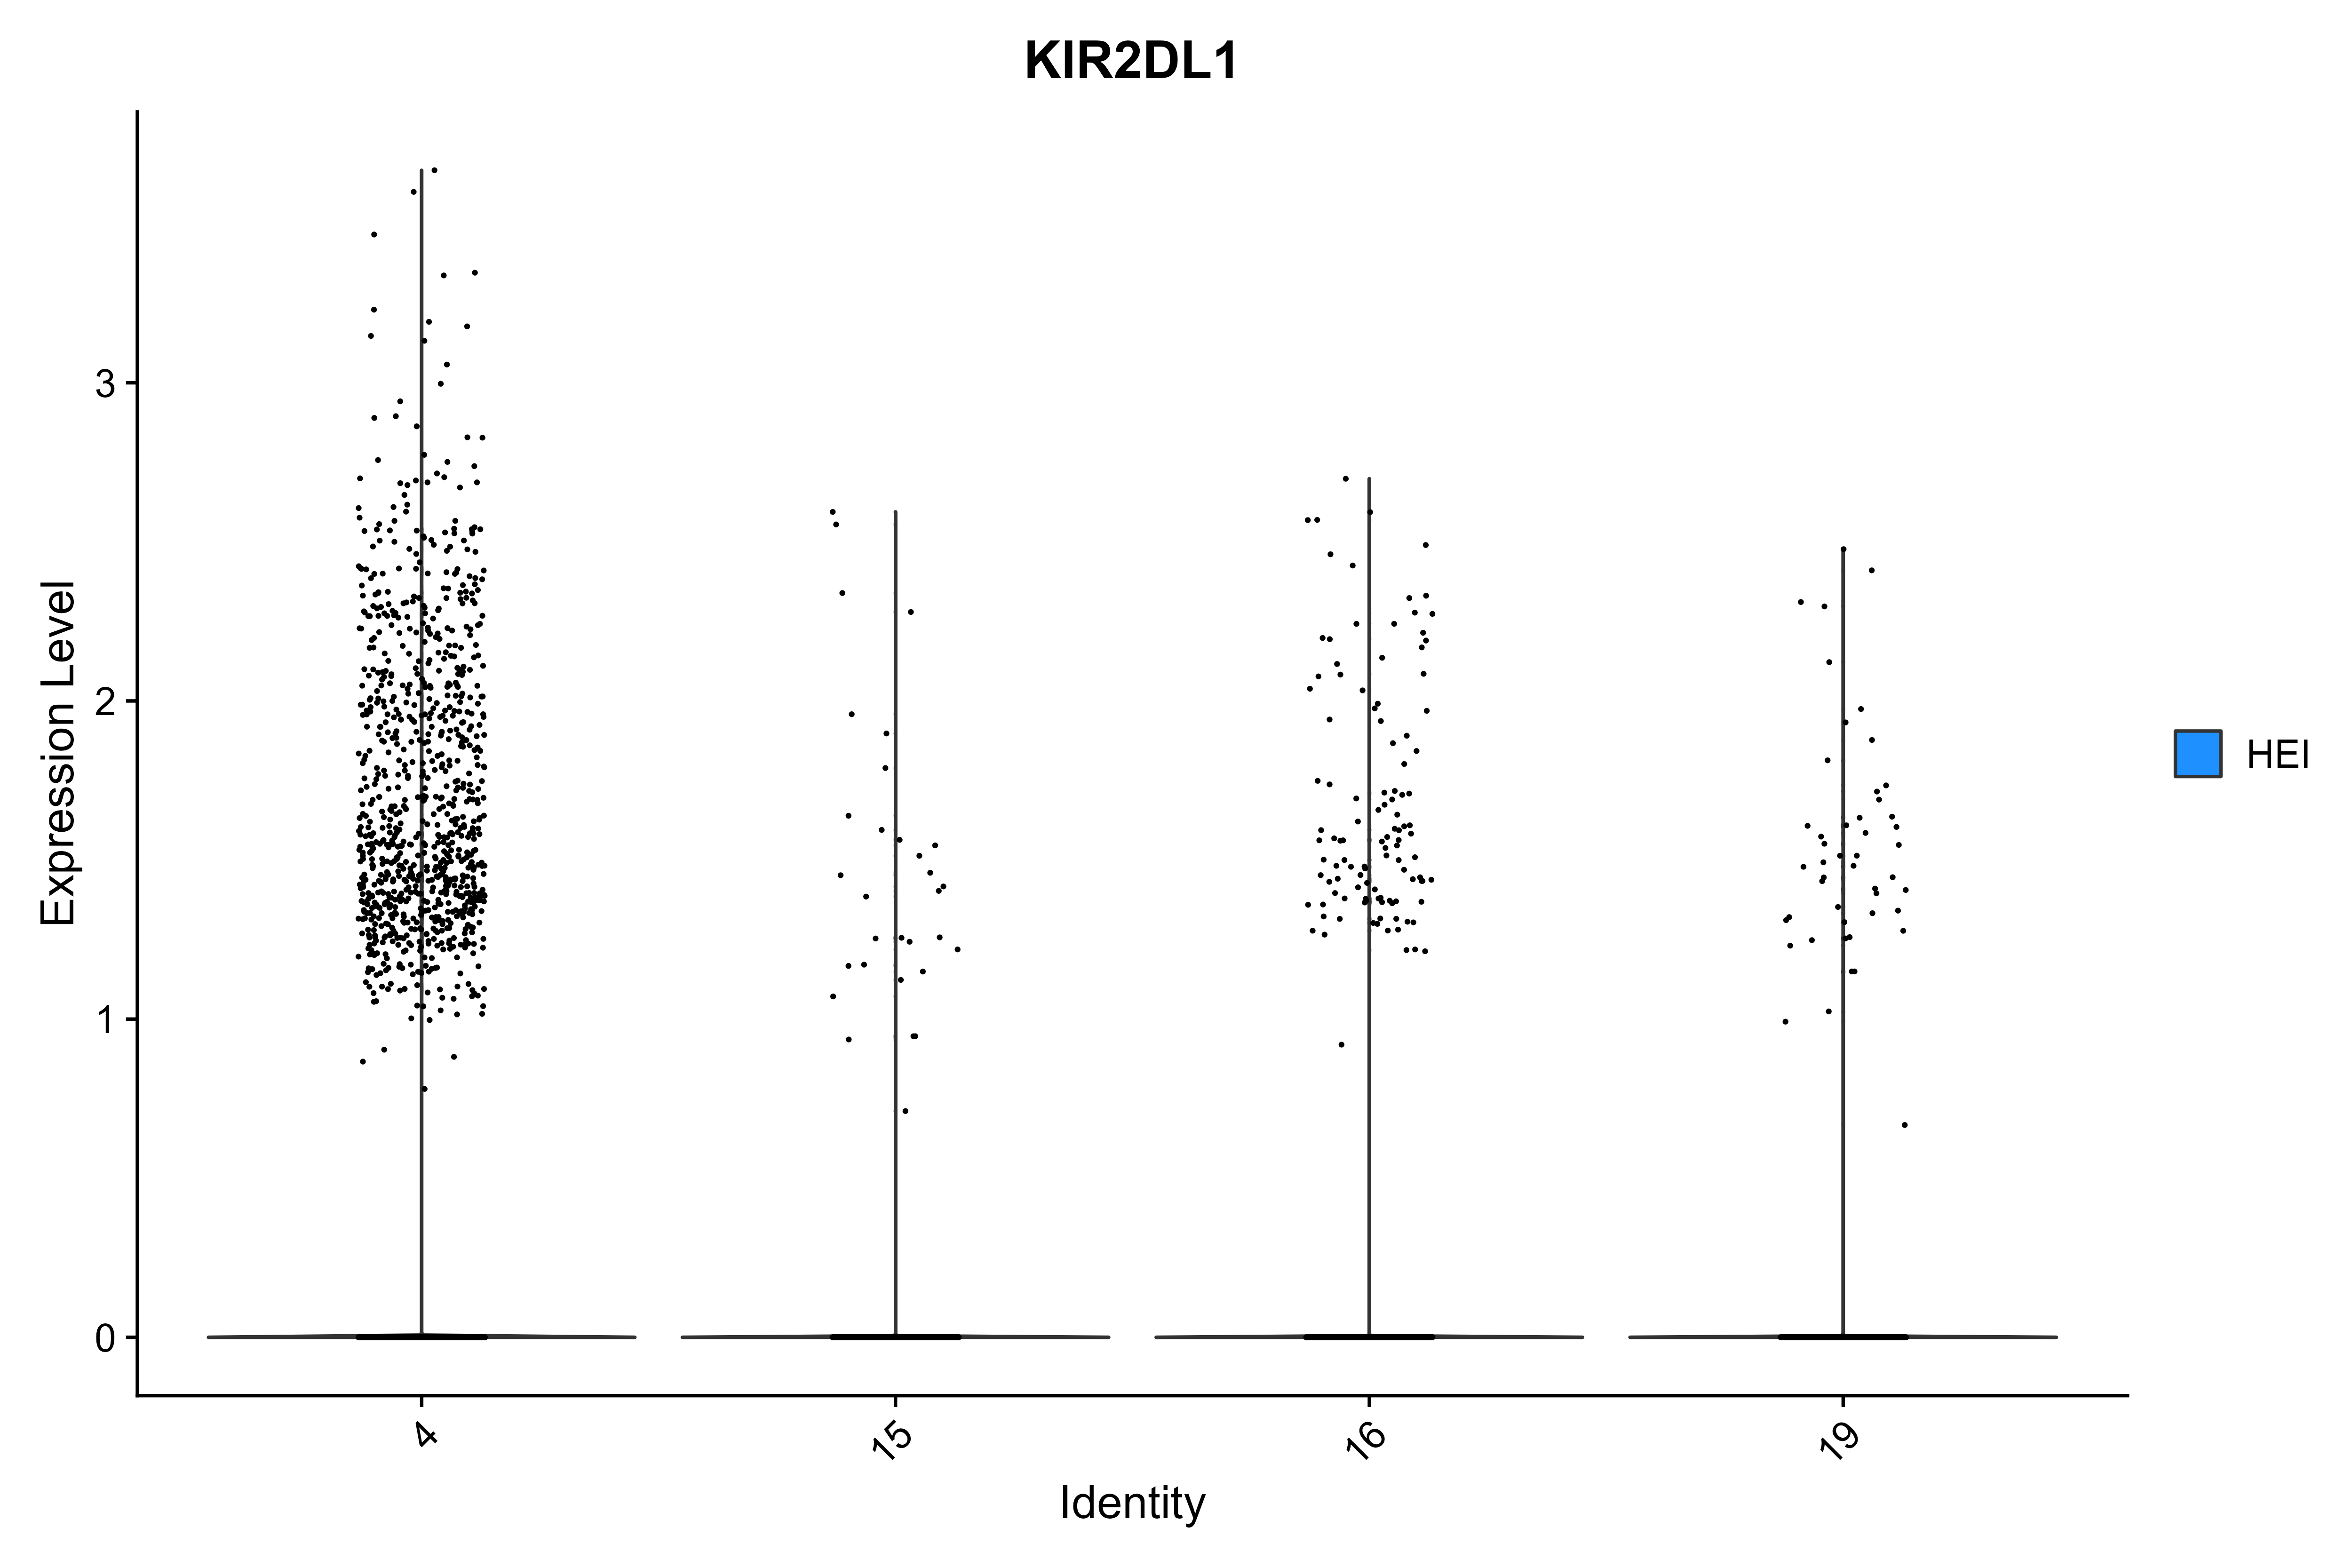 KIR2DL1
Expression Level
3
2
1
0
4
15
16
19
Identity
HEI